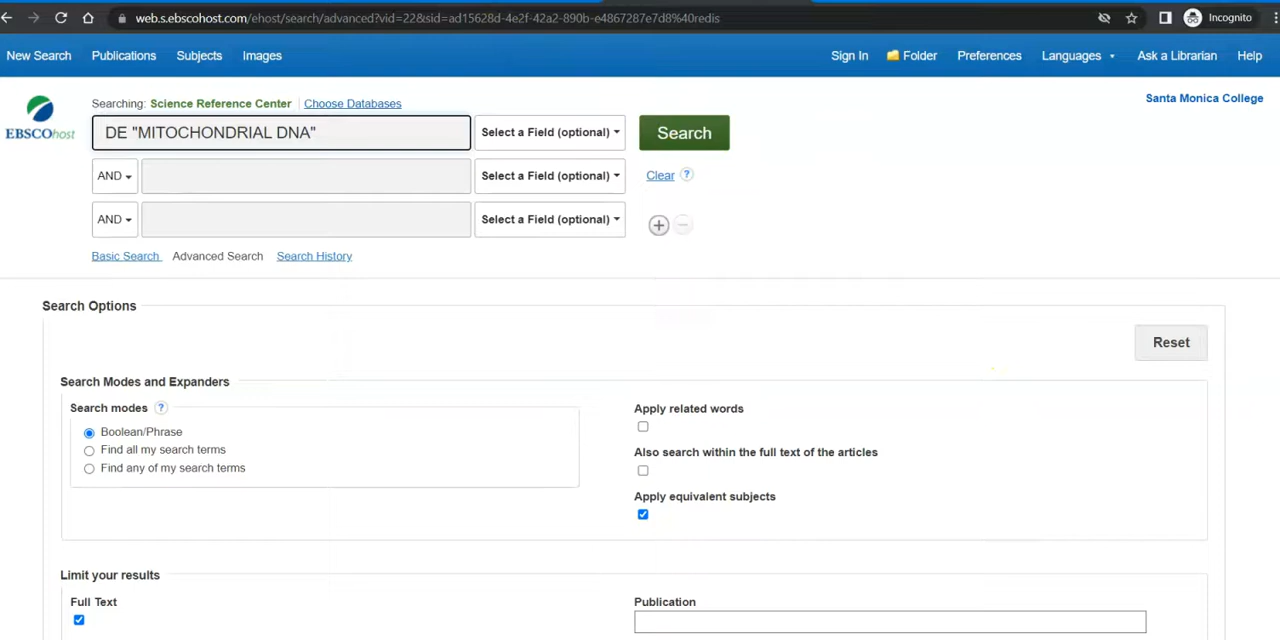 web.s.ebscohost.com/ehost/search/advanced?vid=22&sid=ad15628d-4e2f-42a2-890b-e4867287e7d8%40redis
Incognito
New Search Publications Subjects Images Sign In Folder Preferences Languages Ask a Librarian Help
Searching: Science Reference Center Choose Databases Santa Monica College
EBSCOhost
DE "MITOCHONDRIAL DNA" Select a Field (optional) Search
AND Select a Field (optional) Clear ?
AND Select a Field (optional)
Basic Search Advanced Search Search History
Search Options
Reset
Search Modes and Expanders
Search modes ?
Boolean/Phrase
Find all my search terms
Find any of my search terms
Apply related words
Also search within the full text of the articles
Apply equivalent subjects
Limit your results
Full Text
Publication